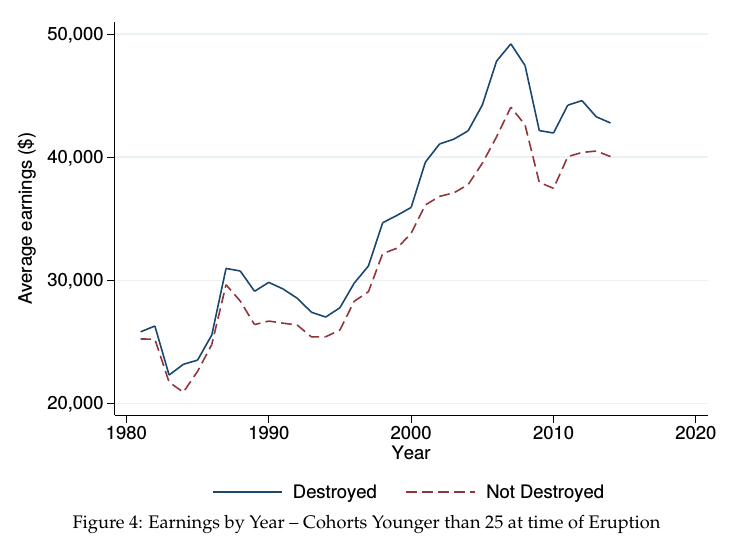 50,000
40,000
30,000
20,000
Average earnings ($)
1980 1990 2000 2010 2020
Year
Destroyed Not Destroyed
Figure 4: Earnings by Year – Cohorts Younger than 25 at time of Eruption